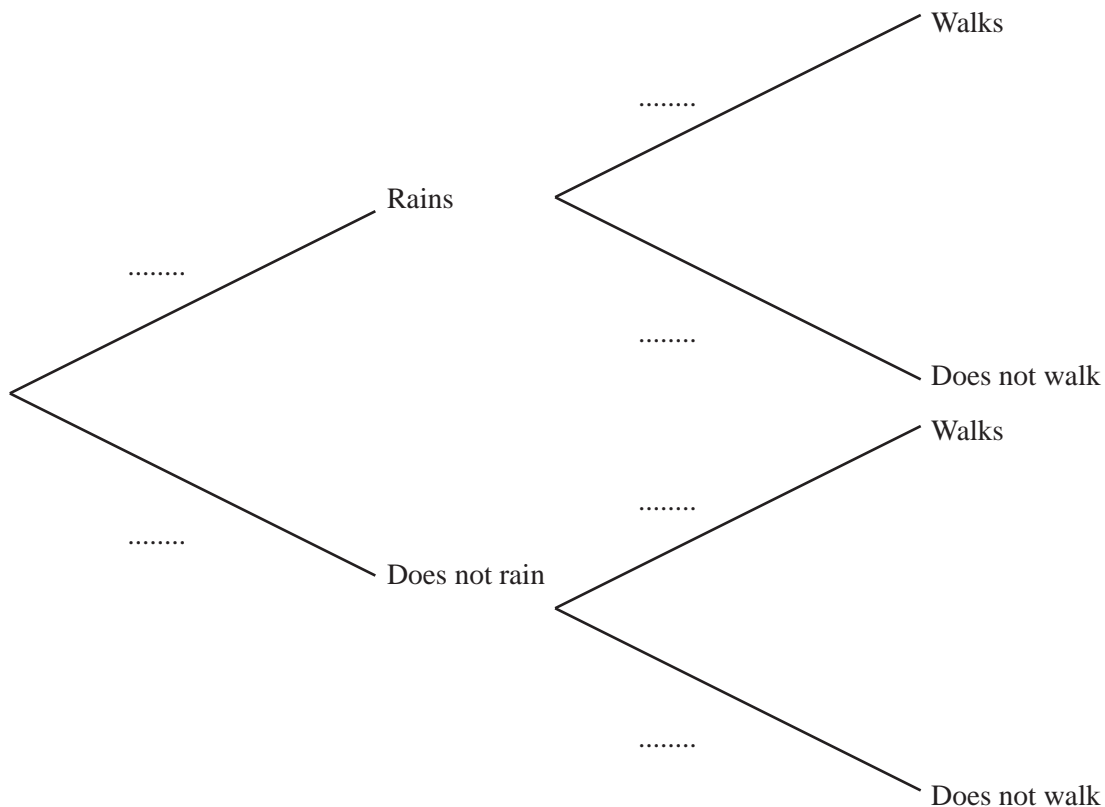 Walks
........
Rains
........
........
Does not walk
Walks
........
........
Does not rain
........
Does not walk